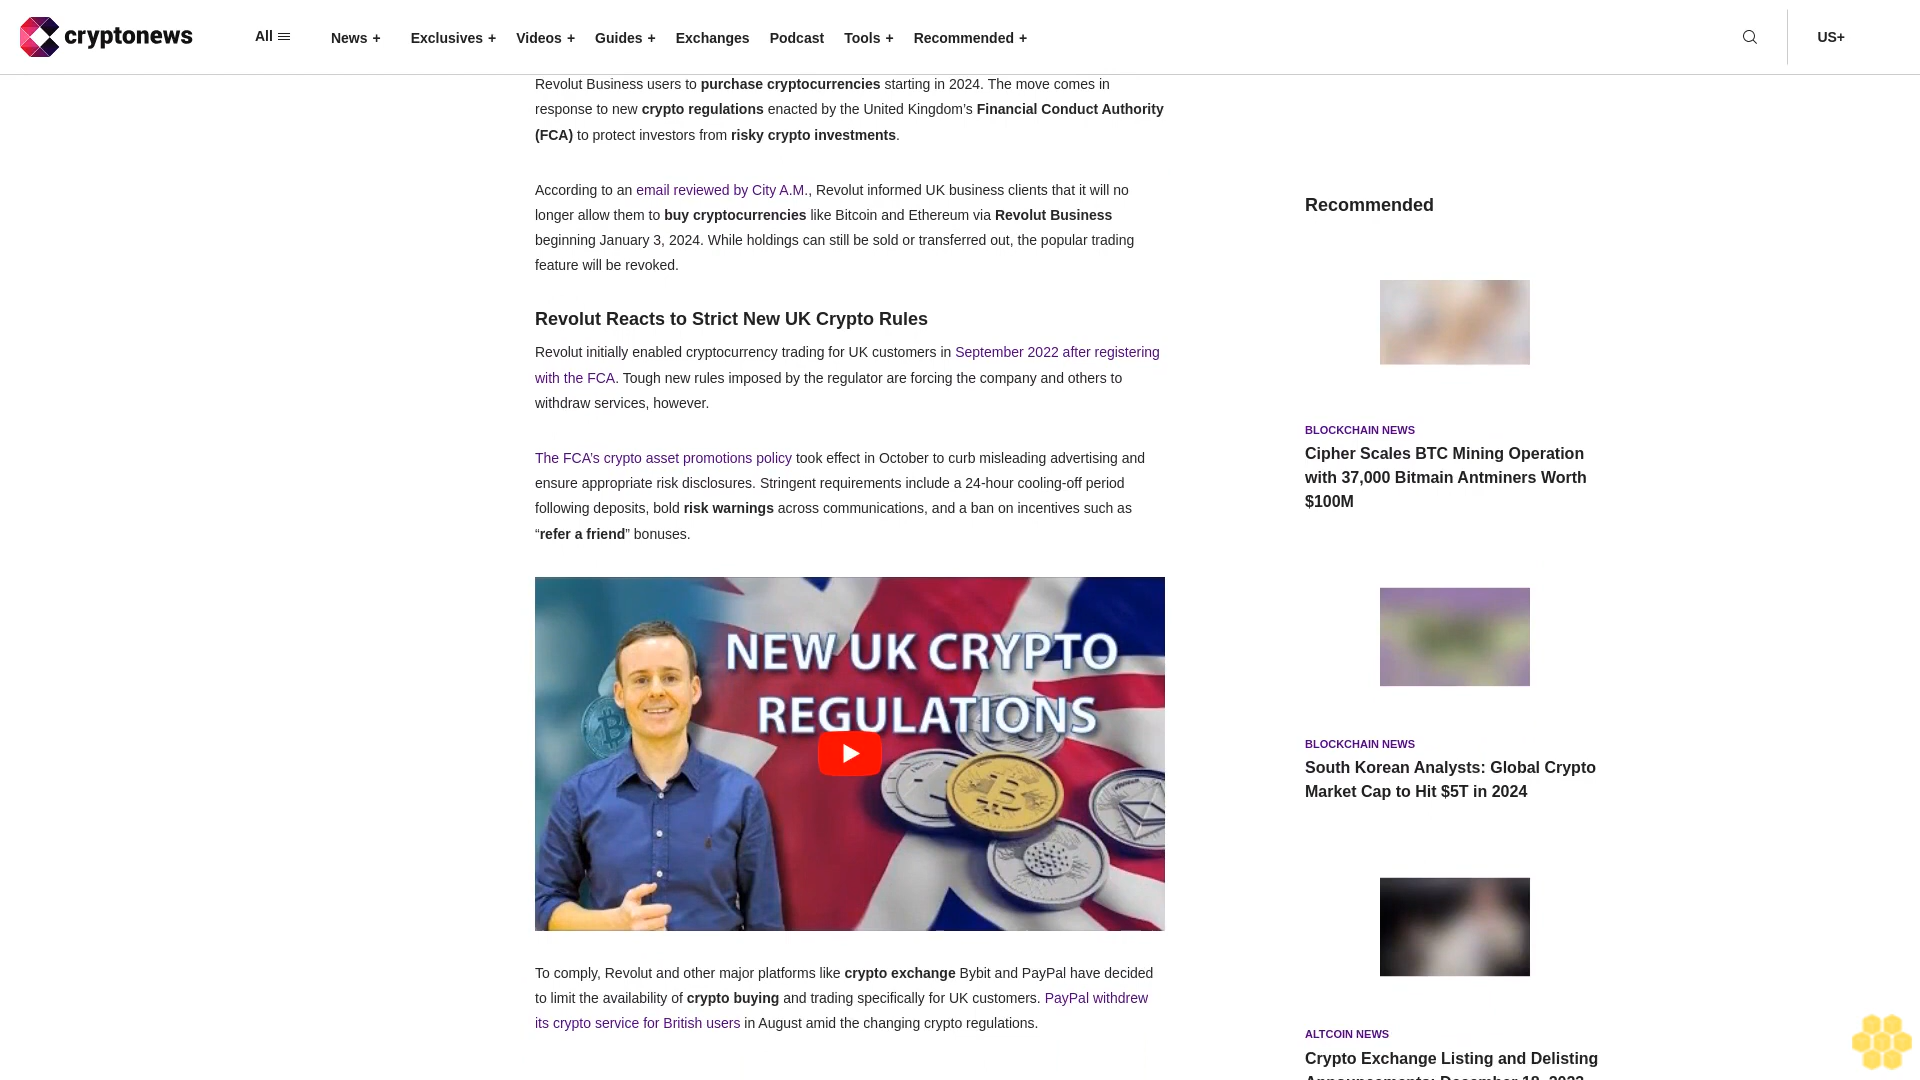 cryptonews
All
News +
Exclusives +
Videos +
Guides +
Exchanges
Podcast
Tools +
Recommended +
US+
Revolut Business users to purchase cryptocurrencies starting in 2024. The move comes in
response to new crypto regulations enacted by the United Kingdom’s Financial Conduct Authority
(FCA) to protect investors from risky crypto investments.
According to an email reviewed by City A.M., Revolut informed UK business clients that it will no
longer allow them to buy cryptocurrencies like Bitcoin and Ethereum via Revolut Business
beginning January 3, 2024. While holdings can still be sold or transferred out, the popular trading
feature will be revoked.
Revolut Reacts to Strict New UK Crypto Rules
Revolut initially enabled cryptocurrency trading for UK customers in September 2022 after registering
with the FCA. Tough new rules imposed by the regulator are forcing the company and others to
withdraw services, however.
The FCA’s crypto asset promotions policy took effect in October to curb misleading advertising and
ensure appropriate risk disclosures. Stringent requirements include a 24-hour cooling-off period
following deposits, bold risk warnings across communications, and a ban on incentives such as
“refer a friend” bonuses.
NEW UK CRYPTO
REGULATIONS
To comply, Revolut and other major platforms like crypto exchange Bybit and PayPal have decided
to limit the availability of crypto buying and trading specifically for UK customers. PayPal withdrew
its crypto service for British users in August amid the changing crypto regulations.
Recommended
BLOCKCHAIN NEWS
Cipher Scales BTC Mining Operation
with 37,000 Bitmain Antminers Worth
$100M
BLOCKCHAIN NEWS
South Korean Analysts: Global Crypto
Market Cap to Hit $5T in 2024
ALTCOIN NEWS
Crypto Exchange Listing and Delisting
Announcements: December 18, 2023